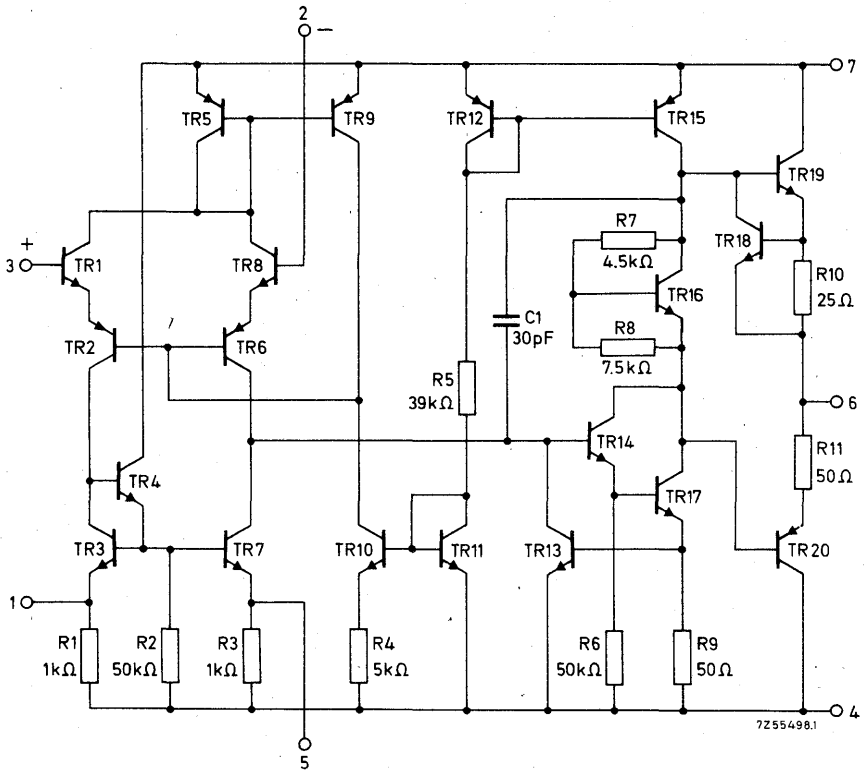 2 −
7
TR5
TR9
TR12
TR15
TR19
+
3
TR1
TR8
R7
4.5kΩ
TR18
R10
25Ω
TR16
C1
30pF
TR2
TR6
R8
7.5kΩ
R5
39kΩ
6
TR14
R11
50Ω
TR4
TR17
TR3
TR7
TR10
TR11
TR13
TR20
1
R1
1kΩ
R2
50kΩ
R3
1kΩ
R4
5kΩ
R6
50kΩ
R9
50Ω
4
7Z55498.1
5